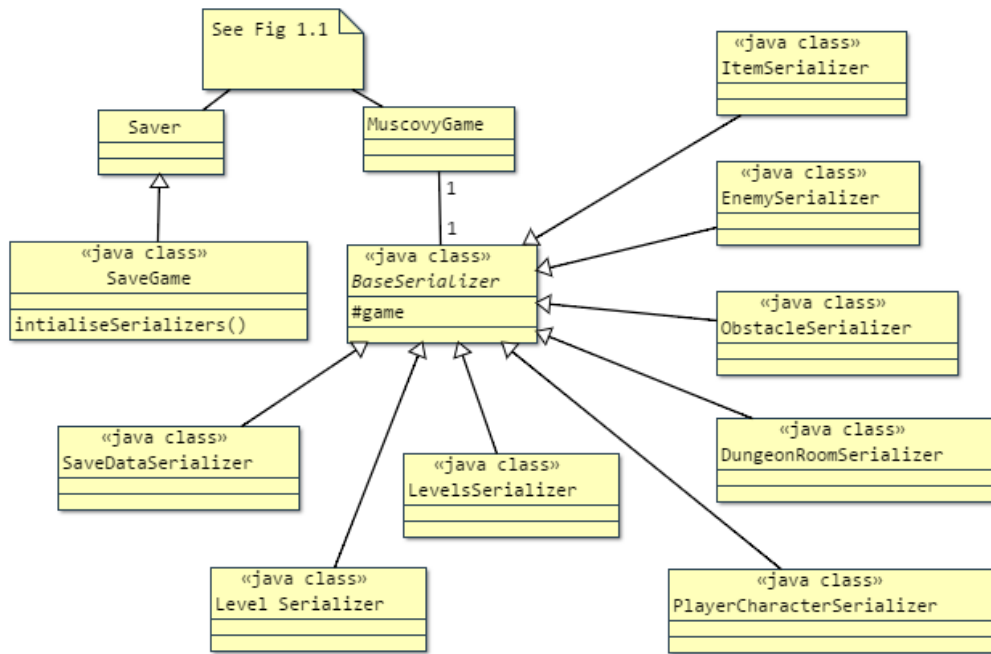 See Fig 1.1
«java class»
ItemSerializer
Saver
MuscovyGame
«java class»
EnemySerializer
1
1
«java class»
SaveGame
intialiseSerializers()
«java class»
BaseSerializer
#game
«java class»
ObstacleSerializer
«java class»
SaveDataSerializer
«java class»
LevelsSerializer
«java class»
DungeonRoomSerializer
«java class»
Level Serializer
«java class»
PlayerCharacterSerializer